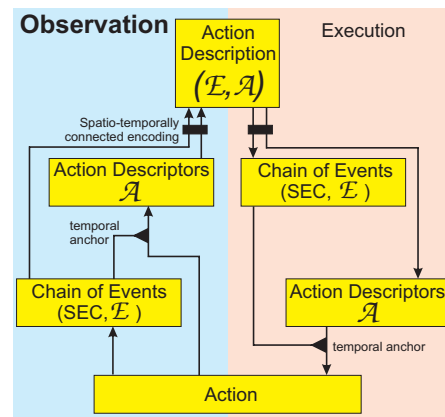 Observation
Execution
Action
Description
(ℰ, 𝒜)
Spatio-temporally
connected encoding
Action Descriptors
𝒜
Chain of Events
(SEC, ℰ )
temporal
anchor
Chain of Events
(SEC, ℰ )
Action Descriptors
𝒜
temporal anchor
Action